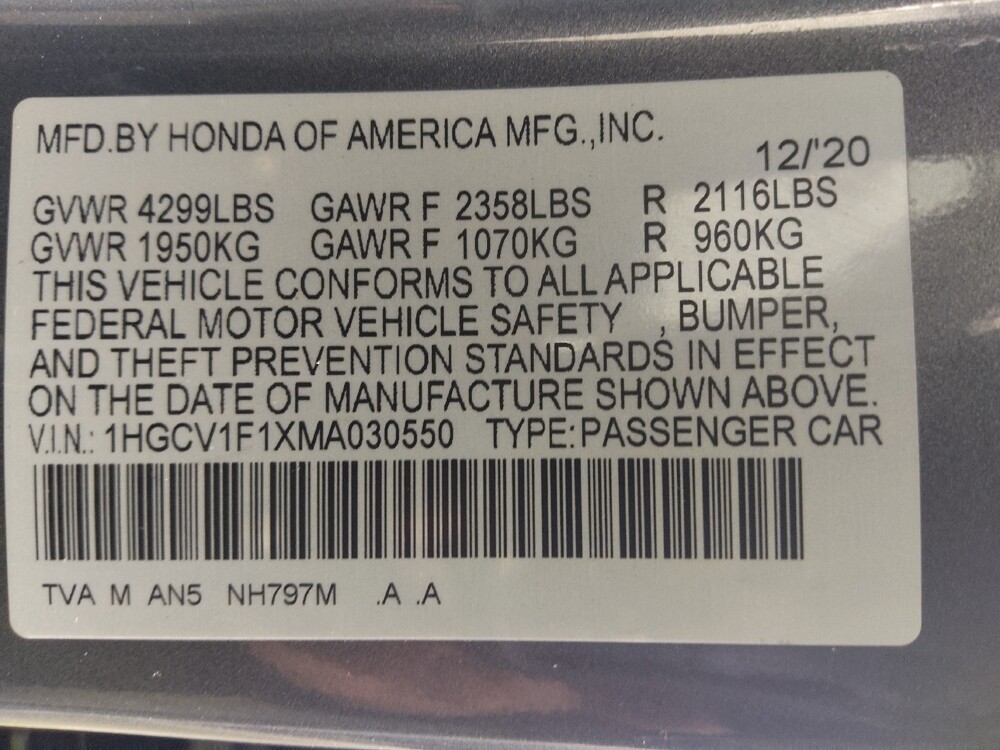 MFD.BY HONDA OF AMERICA MFG.,INC.
12/'20
GVWR 4299LBS GAWR F 2358LBS R 2116LBS
GVWR 1950KG GAWR F 1070KG R 960KG
THIS VEHICLE CONFORMS TO ALL APPLICABLE
FEDERAL MOTOR VEHICLE SAFETY , BUMPER,
AND THEFT PREVENTION STANDARDS IN EFFECT
ON THE DATE OF MANUFACTURE SHOWN ABOVE.
V.I.N.: 1HGCV1F1XMA030550 TYPE:PASSENGER CAR
TVA M AN5 NH797M .A .A